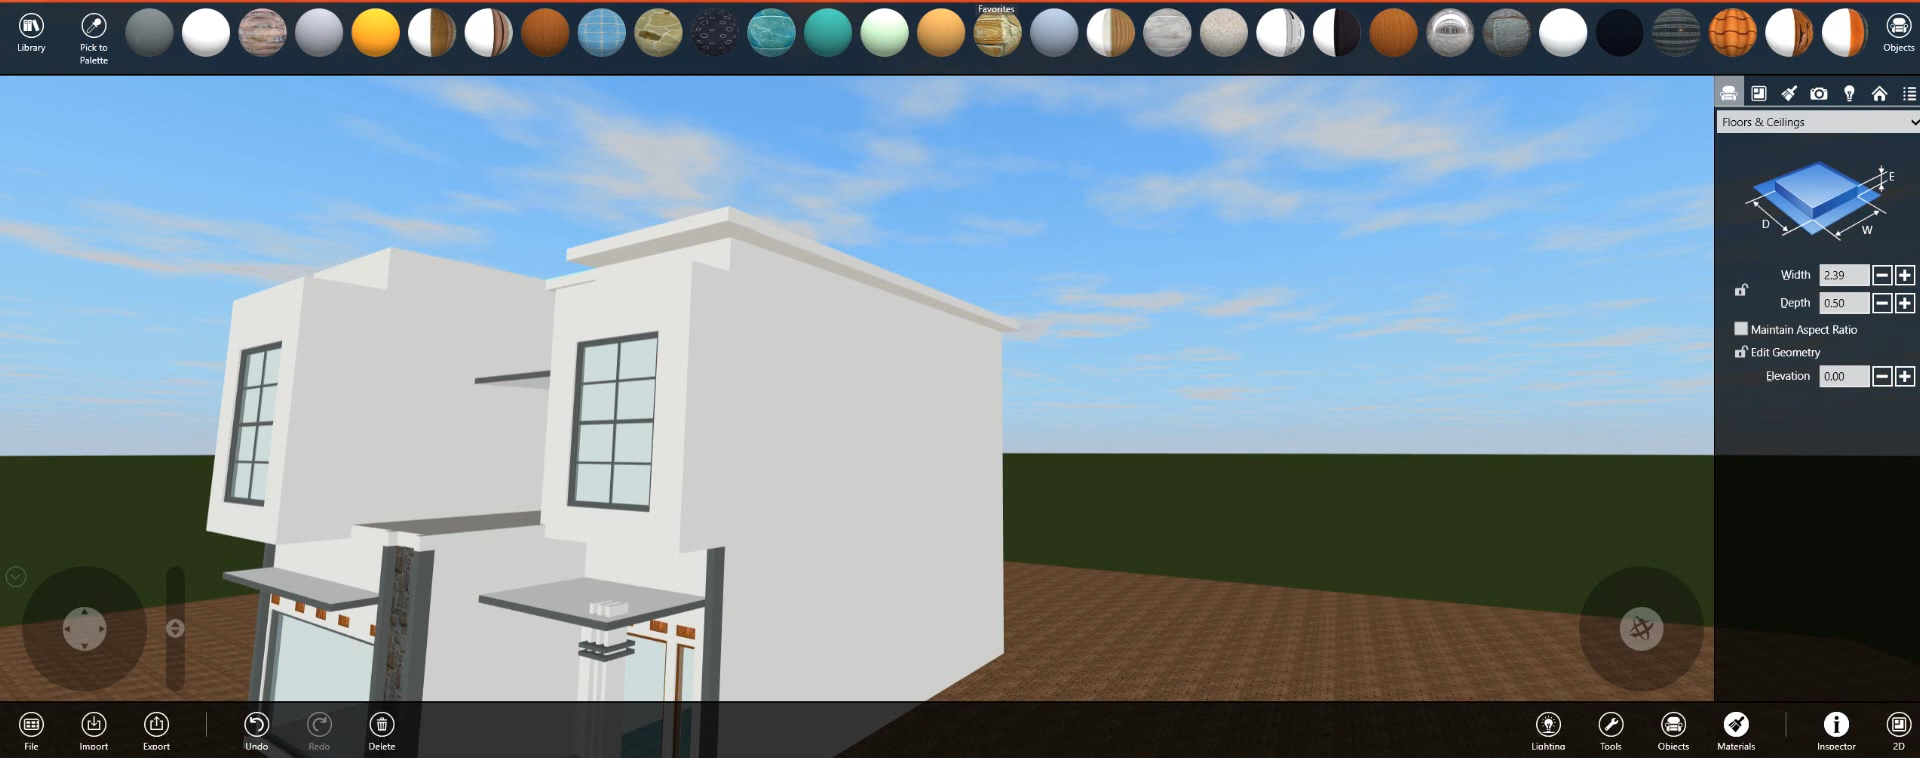 Favorites
Library
Pick to
Palette
Objects
Floors & Ceilings
E
D
W
Width 2.39
Depth 0.50
Maintain Aspect Ratio
Edit Geometry
Elevation 0.00
File
Import
Export
Undo
Redo
Delete
Lighting
Tools
Objects
Materials
Inspector
2D